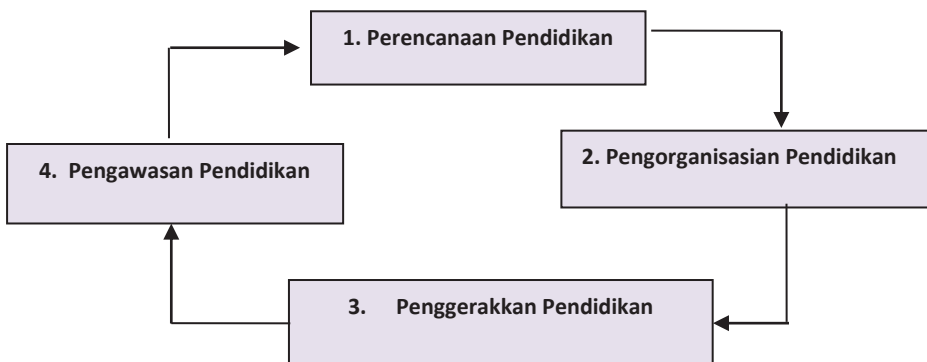 1. Perencanaan Pendidikan
2. Pengorganisasian Pendidikan
3. Penggerakkan Pendidikan
4. Pengawasan Pendidikan